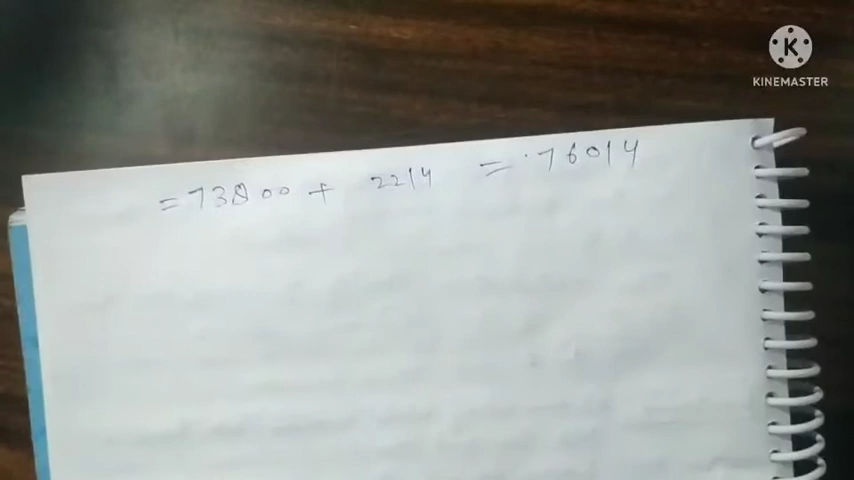 K
KINEMASTER
= 73800 + 2214 = 76014